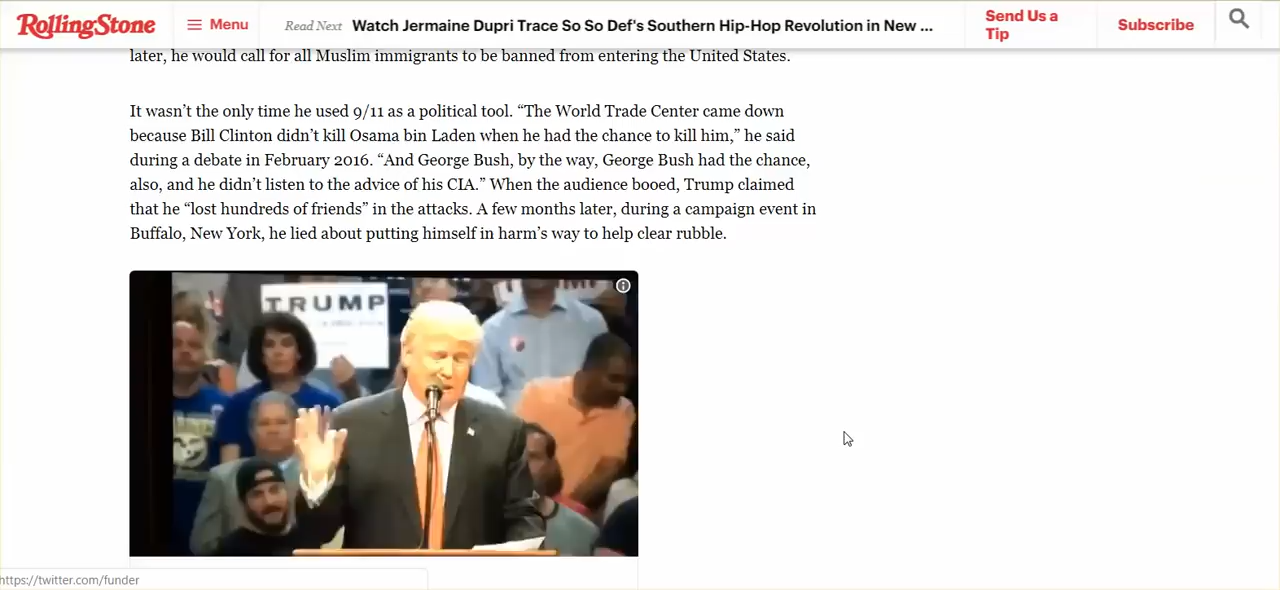 RollingStone
Menu
Read Next Watch Jermaine Dupri Trace So So Def's Southern Hip-Hop Revolution in New ...
Send Us a
Tip
Subscribe
later, he would call for all Muslim immigrants to be banned from entering the United States.
It wasn’t the only time he used 9/11 as a political tool. “The World Trade Center came down
because Bill Clinton didn’t kill Osama bin Laden when he had the chance to kill him,” he said
during a debate in February 2016. “And George Bush, by the way, George Bush had the chance,
also, and he didn’t listen to the advice of his CIA.” When the audience booed, Trump claimed
that he “lost hundreds of friends” in the attacks. A few months later, during a campaign event in
Buffalo, New York, he lied about putting himself in harm’s way to help clear rubble.
TRUMP
https://twitter.com/funder